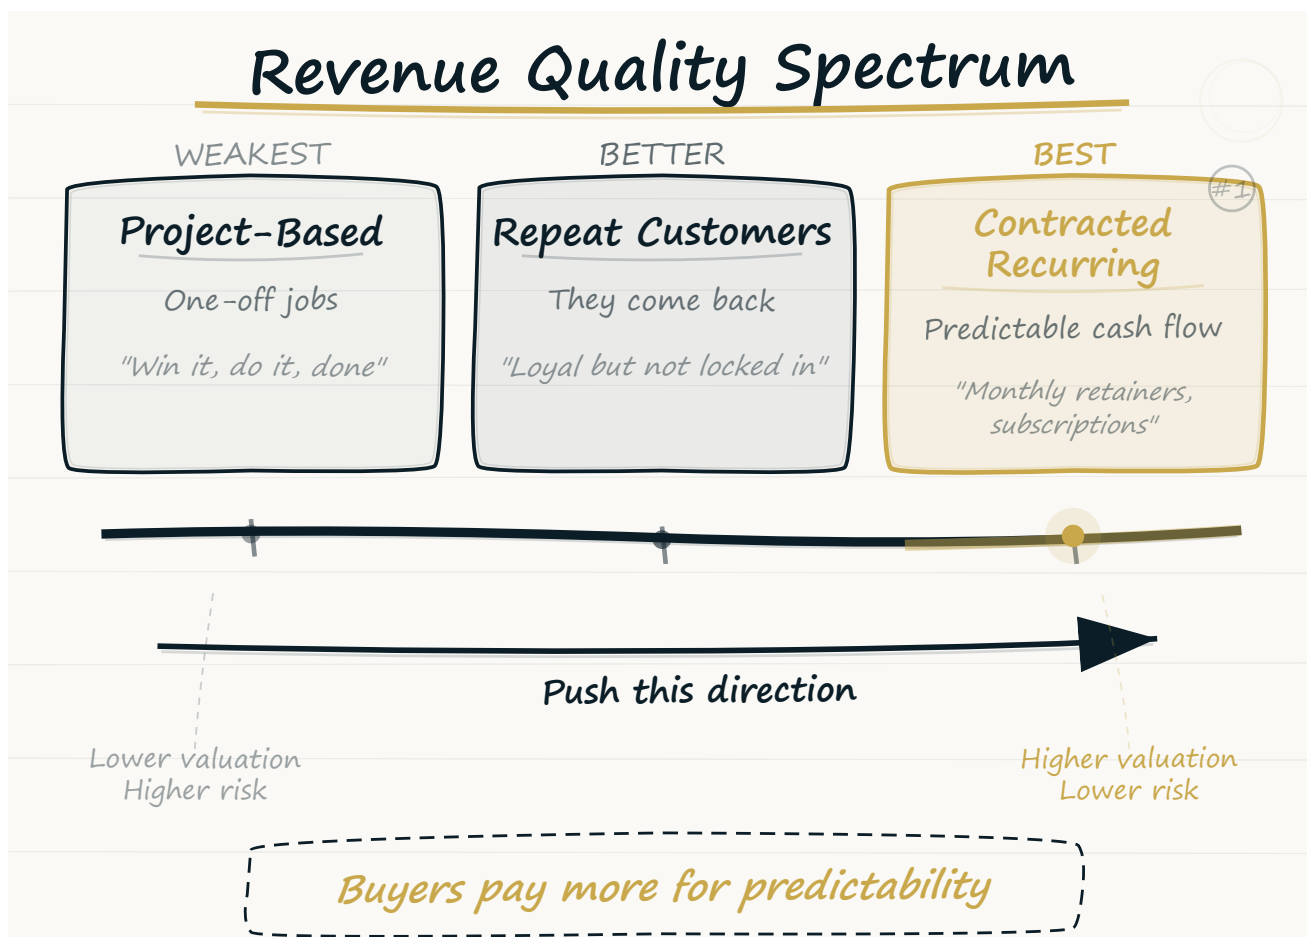 Revenue Quality Spectrum
WEAKEST
BETTER
BEST
#1
Project-Based
One-off jobs
"Win it, do it, done"
Repeat Customers
They come back
"Loyal but not locked in"
Contracted
Recurring
Predictable cash flow
"Monthly retainers,
subscriptions"
Push this direction
Lower valuation
Higher risk
Higher valuation
Lower risk
Buyers pay more for predictability